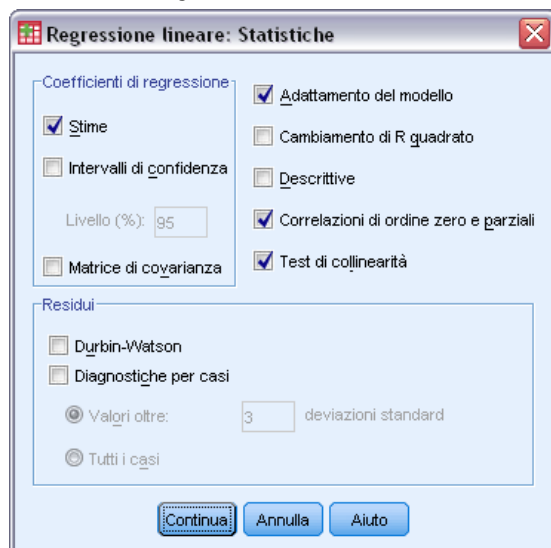 Regressione lineare: Statistiche
Coefficienti di regressione
Stime
Intervalli di confidenza
Livello (%): 95
Matrice di covarianza
Adattamento del modello
Cambiamento di R quadrato
Descrittive
Correlazioni di ordine zero e parziali
Test di collinearità
Residui
Durbin-Watson
Diagnostiche per casi
Valori oltre: 3 deviazioni standard
Tutti i casi
Continua Annulla Aiuto